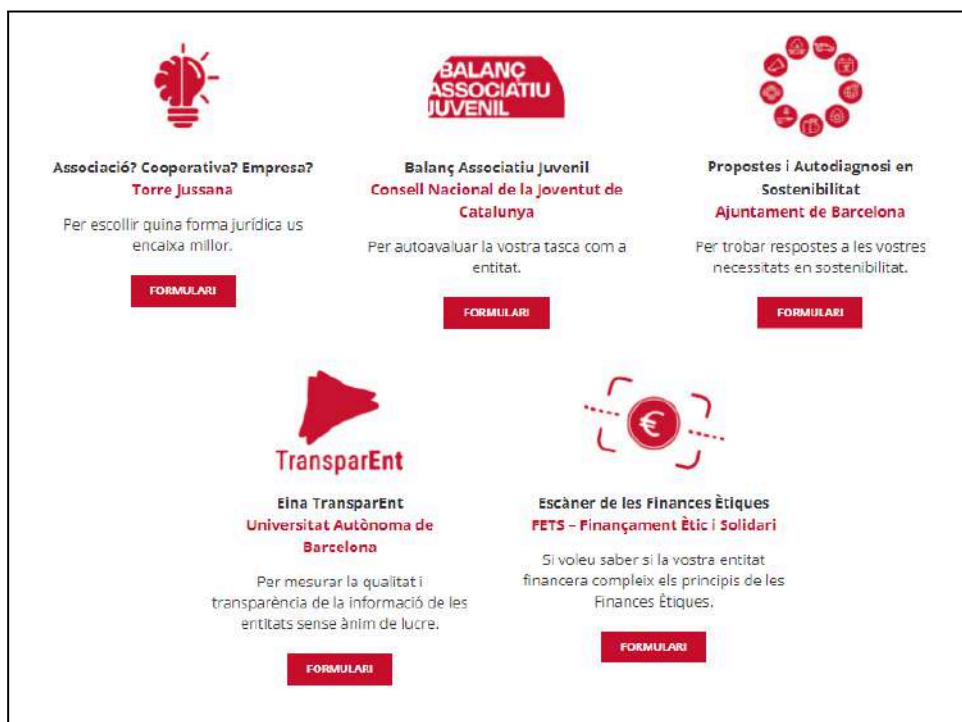 Associació? Cooperativa? Empresa?
Torre Jussana
Per escollir quina forma jurídica us
encaixa millor.
FORMULARI
BALANÇ
ASSOCIATIU
JUVENIL
Balanç Associatiu Juvenil
Consell Nacional de la Joventut de
Catalunya
Per autoavaluar la vostra tasca com a
entitat.
FORMULARI
Propostes i Autodiagnosi en
Sostenibilitat
Ajuntament de Barcelona
Per trobar respostes a les vostres
necessitats en sostenibilitat.
FORMULARI
TransparEnt
Eina TransparEnt
Universitat Autònoma de
Barcelona
Per mesurar la qualitat i
transparència de la informació de les
entitats sense ànim de lucre.
FORMULARI
€
Escàner de les Finances Ètiques
FETS – Finançament Ètic i Solidari
Si voleu saber si la vostra entitat
financera compleix els principis de les
Finances Ètiques.
FORMULARI